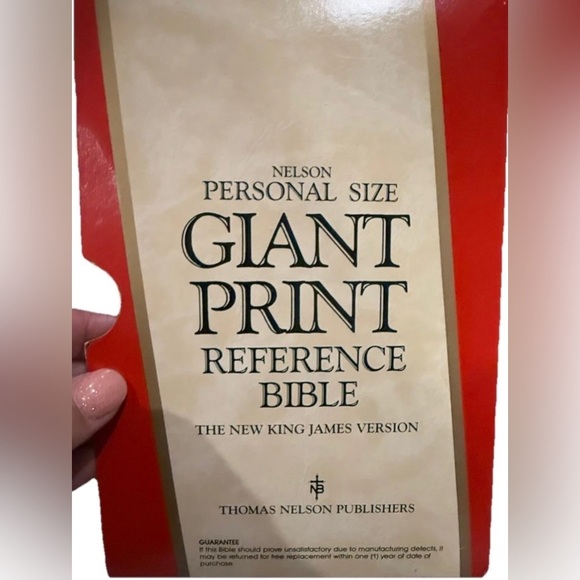 NELSON
PERSONAL SIZE
GIANT
PRINT
REFERENCE
BIBLE
THE NEW KING JAMES VERSION
NB
THOMAS NELSON PUBLISHERS
GUARANTEE
If this Bible should prove unsatisfactory due to manufacturing defects, it
may be returned for free replacement within one (1) year of date of
purchase.